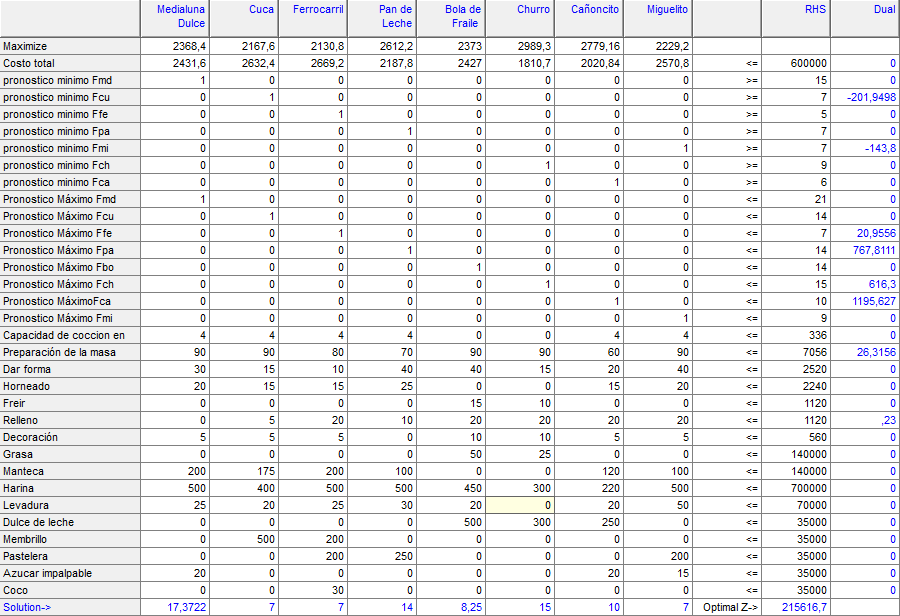 Medialuna Dulce Cuca Ferrocarril Pan de Leche Bola de Fraile Churro Cañoncito Miguelito RHS Dual
Maximize 2368,4 2167,6 2130,8 2612,2 2373 2989,3 2779,16 2229,2
Costo total 2431,6 2632,4 2669,2 2187,8 2427 1810,7 2020,84 2570,8 <= 600000 0
pronostico minimo Fmd 1 0 0 0 0 0 0 0 >= 15 0
pronostico minimo Fcu 0 1 0 0 0 0 0 0 >= 7 -201,9498
pronostico minimo Ffe 0 0 1 0 0 0 0 0 >= 5 0
pronostico minimo Fpa 0 0 0 1 0 0 0 0 >= 7 0
pronostico minimo Fmi 0 0 0 0 0 0 0 1 >= 7 -143,8
pronostico minimo Fch 0 0 0 0 0 1 0 0 >= 9 0
pronostico minimo Fca 0 0 0 0 0 0 1 0 >= 6 0
Pronostico Máximo Fmd 1 0 0 0 0 0 0 0 <= 21 0
Pronostico Máximo Fcu 0 1 0 0 0 0 0 0 <= 14 0
Pronostico Máximo Ffe 0 0 1 0 0 0 0 0 <= 7 20,9556
Pronostico Máximo Fpa 0 0 0 1 0 0 0 0 <= 14 767,8111
Pronostico Máximo Fbo 0 0 0 0 1 0 0 0 <= 14 0
Pronostico Máximo Fch 0 0 0 0 0 1 0 0 <= 15 616,3
Pronostico MáximoFca 0 0 0 0 0 0 1 0 <= 10 1195,627
Pronostico Máximo Fmi 0 0 0 0 0 0 0 1 <= 9 0
Capacidad de coccion en 4 4 4 4 0 0 4 4 <= 336 0
Preparación de la masa 90 90 80 70 90 90 60 90 <= 7056 26,3156
Dar forma 30 15 10 40 40 15 20 40 <= 2520 0
Horneado 20 15 15 25 0 0 15 20 <= 2240 0
Freir 0 0 0 0 15 10 0 0 <= 1120 0
Relleno 0 5 20 10 20 20 20 20 <= 1120 ,23
Decoración 5 5 5 0 10 10 5 5 <= 560 0
Grasa 0 0 0 0 50 25 0 0 <= 140000 0
Manteca 200 175 200 100 0 0 120 100 <= 140000 0
Harina 500 400 500 500 450 300 220 500 <= 700000 0
Levadura 25 20 25 30 20 0 20 50 <= 70000 0
Dulce de leche 0 0 0 0 500 300 250 0 <= 35000 0
Membrillo 0 500 200 0 0 0 0 0 <= 35000 0
Pastelera 0 0 200 250 0 0 0 200 <= 35000 0
Azucar impalpable 20 0 0 0 0 0 20 15 <= 35000 0
Coco 0 0 30 0 0 0 0 0 <= 35000 0
Solution-> 17,3722 7 7 14 8,25 15 10 7 Optimal Z-> 215616,7